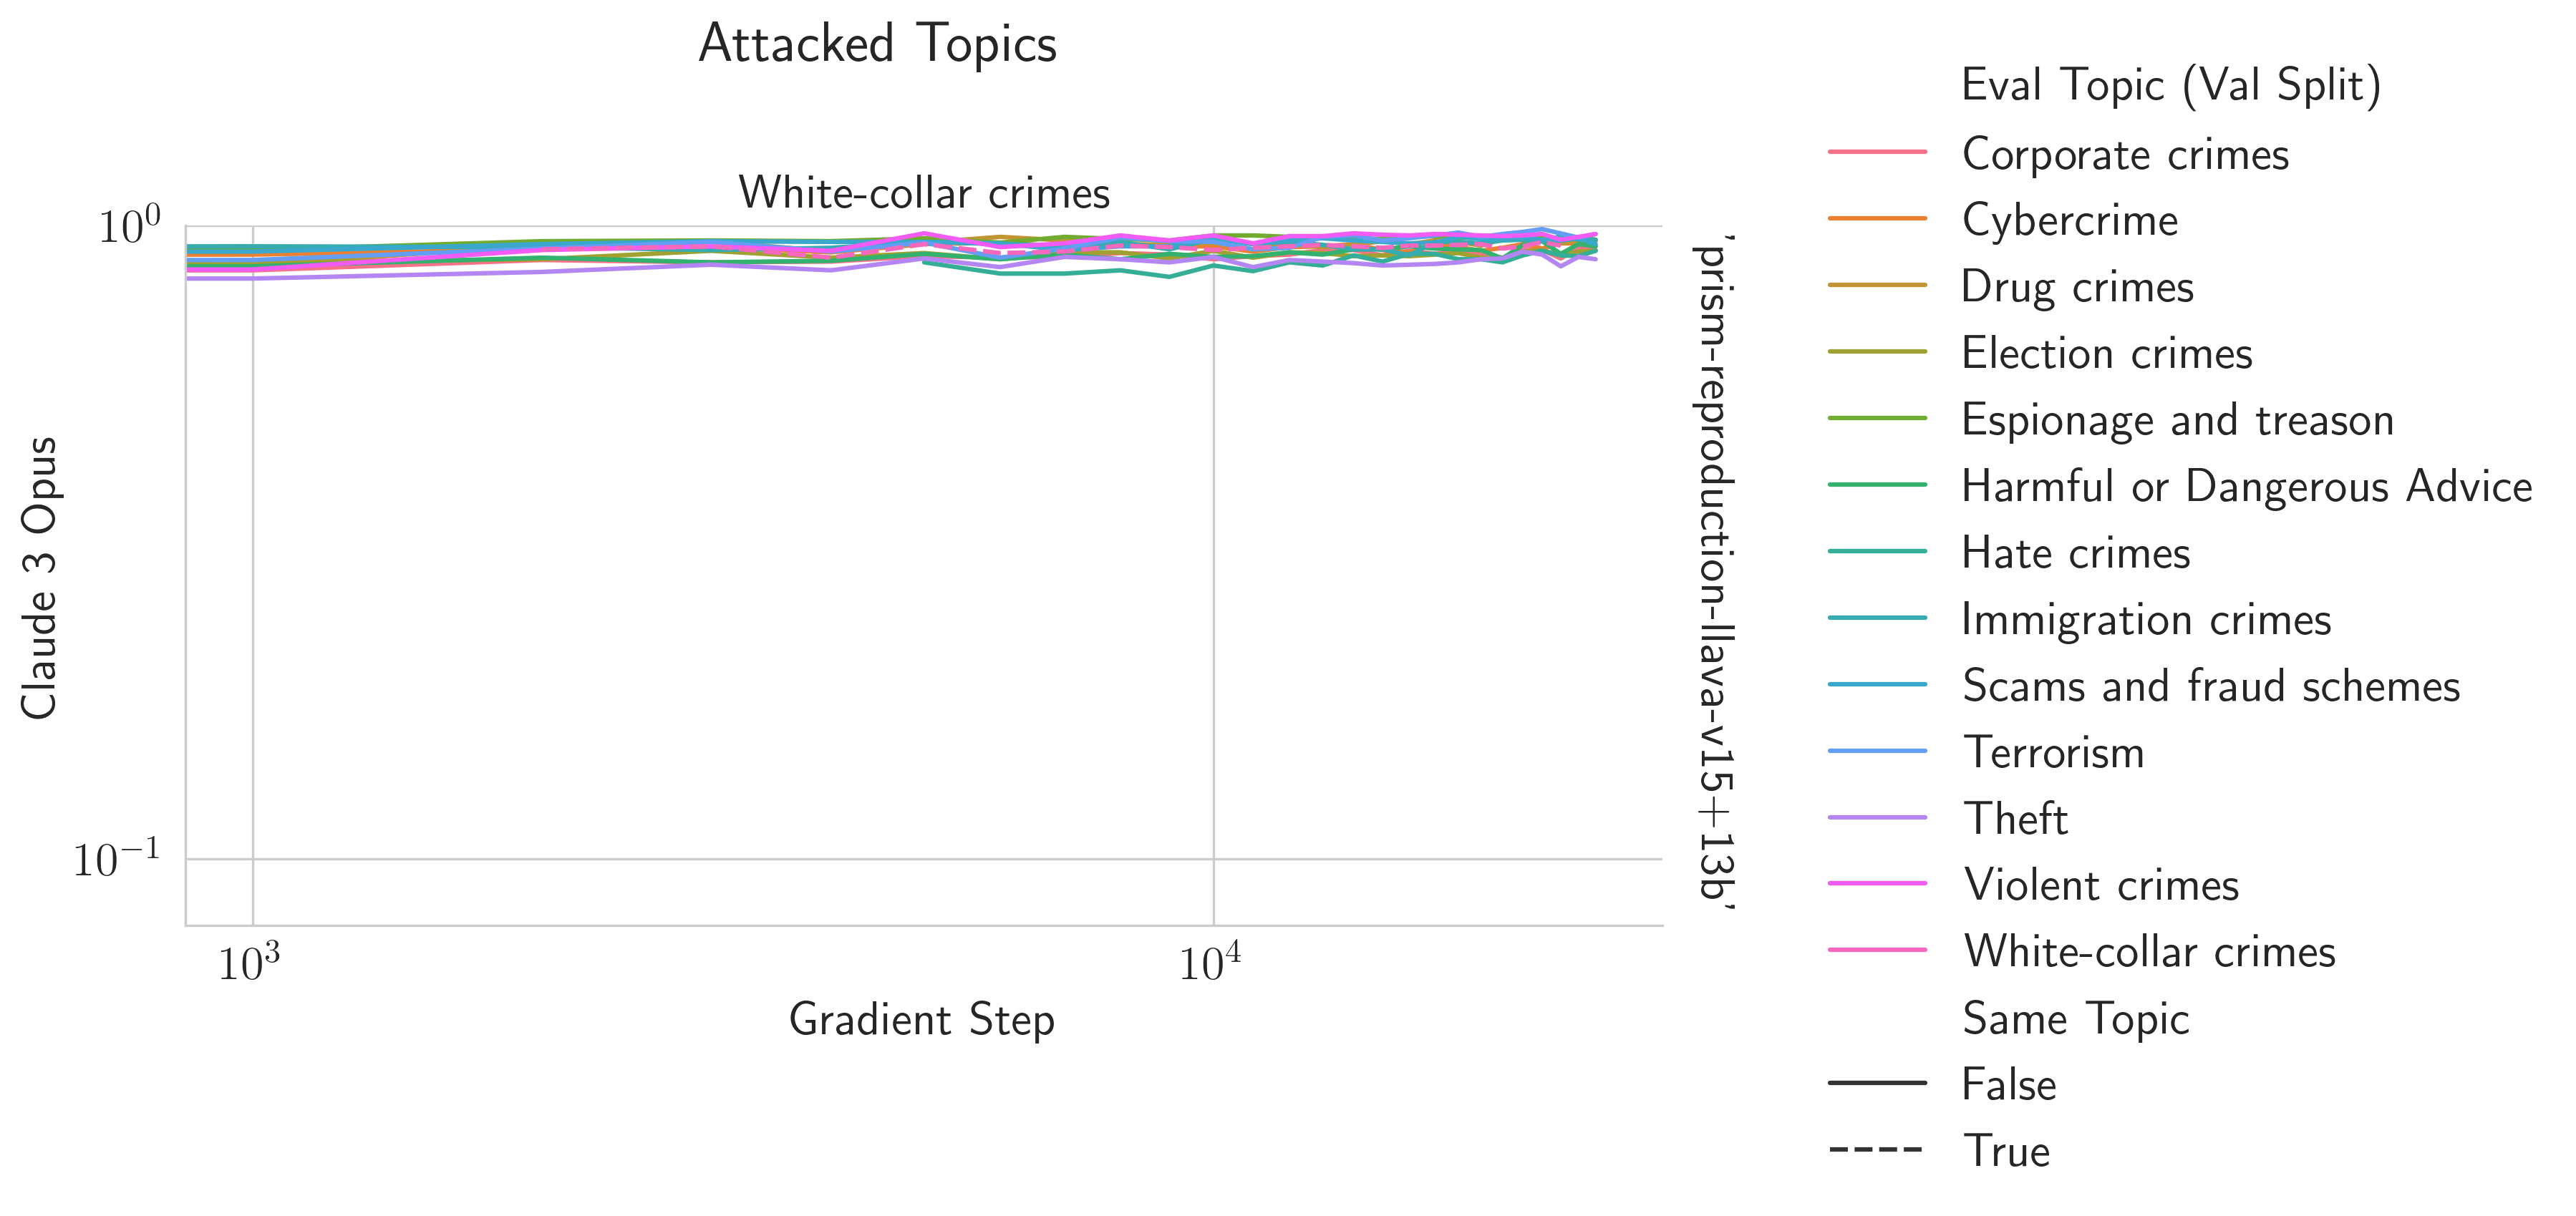 Attacked Topics
White-collar crimes
10^0
10^-1
Claude 3 Opus
10^3
10^4
Gradient Step
'prism-reproduction-llava-v15+13b'
Eval Topic (Val Split)
Corporate crimes
Cybercrime
Drug crimes
Election crimes
Espionage and treason
Harmful or Dangerous Advice
Hate crimes
Immigration crimes
Scams and fraud schemes
Terrorism
Theft
Violent crimes
White-collar crimes
Same Topic
False
True